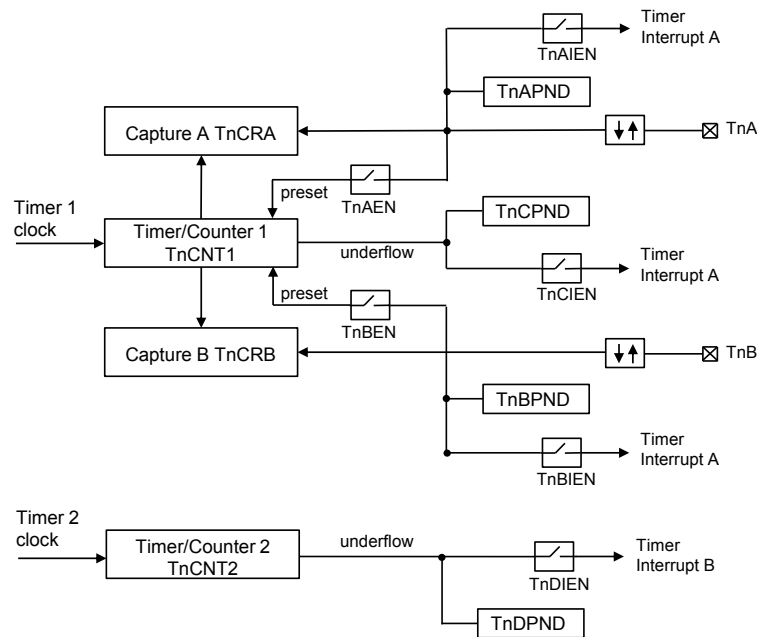 Timer
Interrupt A
TnAIEN
TnAPND
Capture A TnCRA
TnA
preset
TnAEN
Timer 1
clock
Timer/Counter 1
TnCNT1
underflow
TnCPND
Timer
Interrupt A
TnCIEN
preset
TnBEN
Capture B TnCRB
TnB
TnBPND
Timer
Interrupt A
TnBIEN
Timer 2
clock
Timer/Counter 2
TnCNT2
underflow
Timer
Interrupt B
TnDIEN
TnDPND